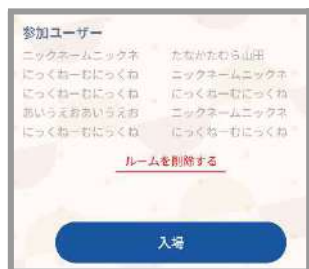 参加ユーザー
ニックネームニックネ たなかたむら山田
にっくねーむにっくね ニックネームニックネ
にっくねーむにっくね にっくねーむにっくね
あいうえおあいうえお ニックネームニックネ
にっくねーむにっくね にっくねーむにっくね
ルームを削除する
入場